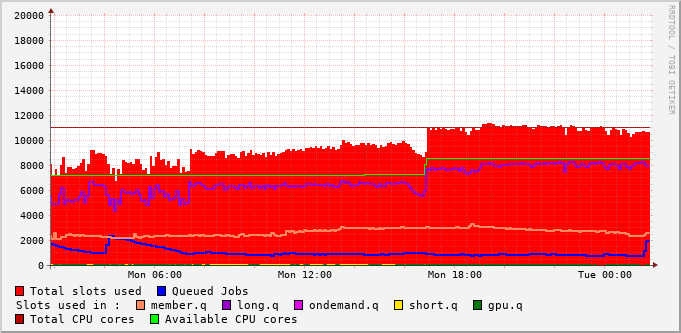 20000
18000
16000
14000
12000
10000
8000
6000
4000
2000
0
Mon 06:00 Mon 12:00 Mon 18:00 Tue 00:00
Total slots used Queued Jobs
Slots used in : member.q long.q ondemand.q short.q gpu.q
Total CPU cores Available CPU cores
RRDTOOL / TOBI OETIKER